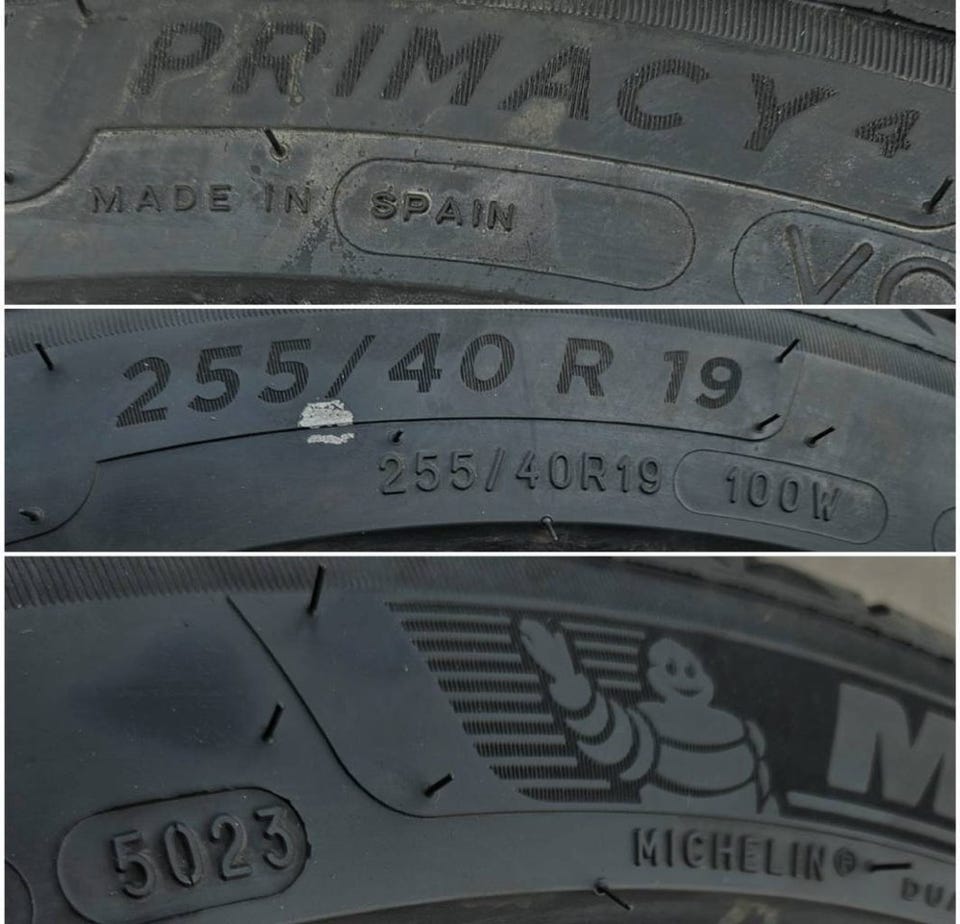 PRIMACY 4
MADE IN SPAIN
255/40 R 19
255/40R19 100W
5023
MICHELIN®